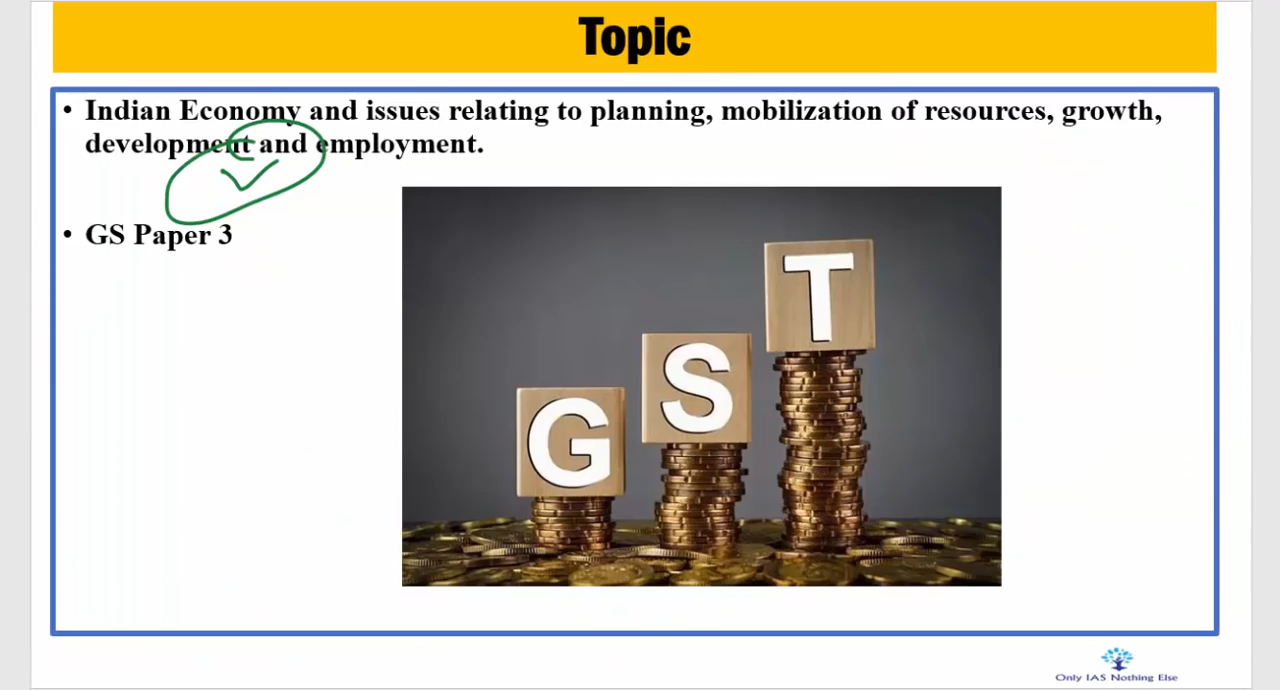 Topic
• Indian Economy and issues relating to planning, mobilization of resources, growth,
development and employment.
• GS Paper 3
G S T
Only IAS Nothing Else